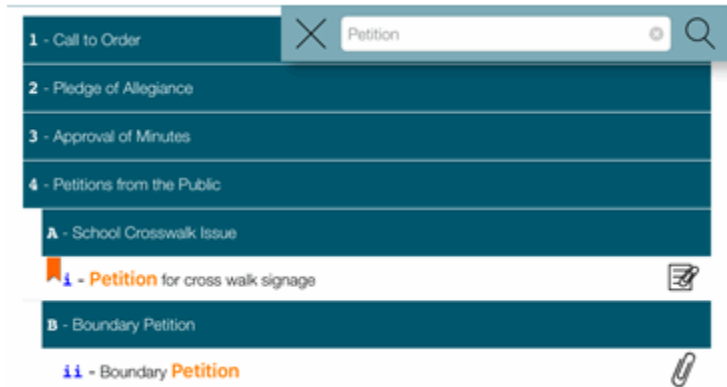 1 - Call to Order
Petition
2 - Pledge of Allegiance
3 - Approval of Minutes
4 - Petitions from the Public
A - School Crosswalk Issue
i - Petition for cross walk signage
B - Boundary Petition
ii - Boundary Petition